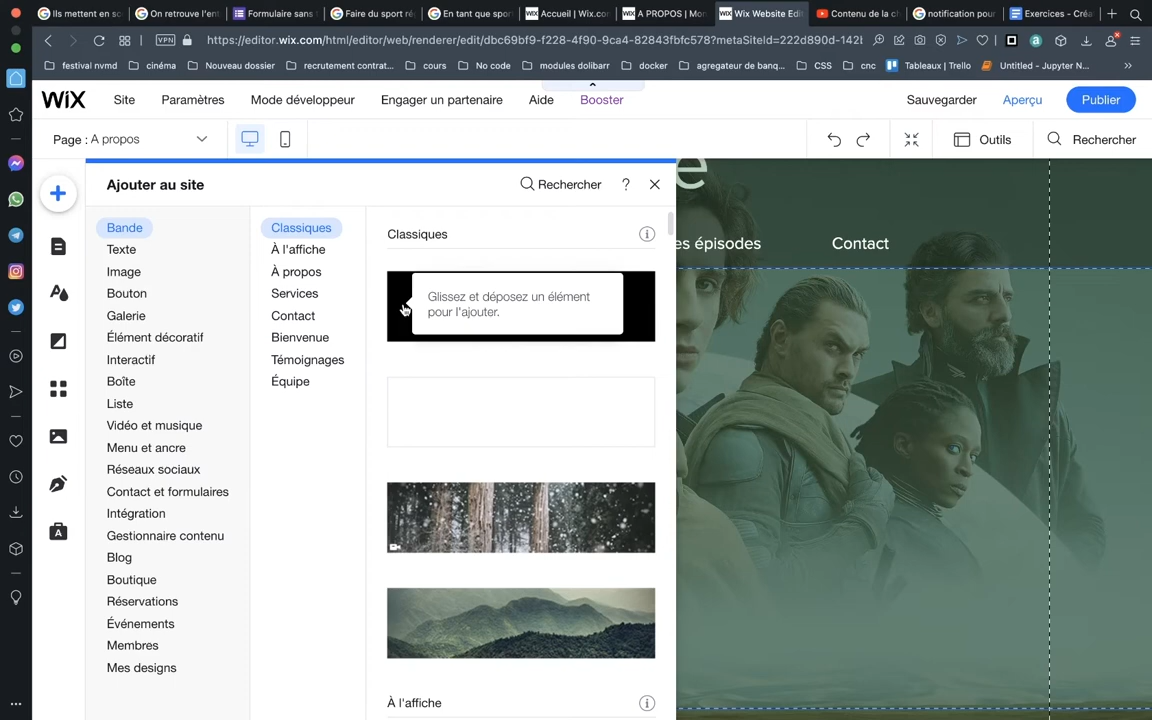 Ils mettent en sc
On retrouve l'ent
Formulaire sans
Faire du sport ré
En tant que spor
Accueil | Wix.co
A PROPOS | Mo
Wix Website Edi
Contenu de la c
notification pour
Exercices - Créa
VPN
https://editor.wix.com/html/editor/web/renderer/edit/dbc69bf9-f228-4f90-9ca4-82843fbfc578?metaSiteId=222d890d-142
festival nvmd
cinéma
Nouveau dossier
recrutement contrat...
cours
No code
modules dolibarr
docker
agregateur de banq...
CSS
cnc
Tableaux | Trello
Untitled - Jupyter N...
WiX
Site
Paramètres
Mode développeur
Engager un partenaire
Aide
Booster
Sauvegarder
Aperçu
Publier
Page : A propos
Outils
Rechercher
Ajouter au site
Rechercher
?
Bande
Texte
Image
Bouton
Galerie
Élément décoratif
Interactif
Boîte
Liste
Vidéo et musique
Menu et ancre
Réseaux sociaux
Contact et formulaires
Intégration
Gestionnaire contenu
Blog
Boutique
Réservations
Événements
Membres
Mes designs
Classiques
À l'affiche
À propos
Services
Contact
Bienvenue
Témoignages
Équipe
Classiques
Glissez et déposez un élément
pour l'ajouter.
À l'affiche
e
es épisodes
Contact